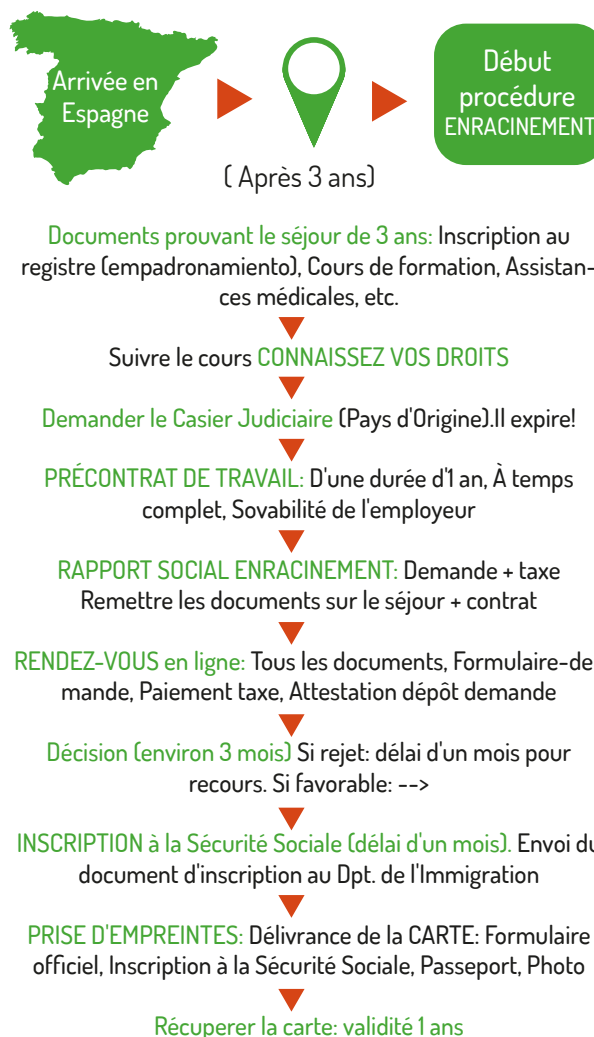 Arrivée en
Espagne
Début
procédure
ENRACINEMENT
( Après 3 ans)
Documents prouvant le séjour de 3 ans: Inscription au
registre (empadronamiento), Cours de formation, Assistan-
ces médicales, etc.
Suivre le cours CONNAISSEZ VOS DROITS
Demander le Casier Judiciaire (Pays d'Origine).Il expire!
PRÉCONTRAT DE TRAVAIL: D'une durée d'1 an, À temps
complet, Sovabilité de l'employeur
RAPPORT SOCIAL ENRACINEMENT: Demande + taxe
Remettre les documents sur le séjour + contrat
RENDEZ-VOUS en ligne: Tous les documents, Formulaire-de
mande, Paiement taxe, Attestation dépôt demande
Décision (environ 3 mois) Si rejet: délai d'un mois pour
recours. Si favorable: -->
INSCRIPTION à la Sécurité Sociale (délai d'un mois). Envoi du
document d'inscription au Dpt. de l'Immigration
PRISE D'EMPREINTES: Délivrance de la CARTE: Formulaire
officiel, Inscription à la Sécurité Sociale, Passeport, Photo
Récuperer la carte: validité 1 ans